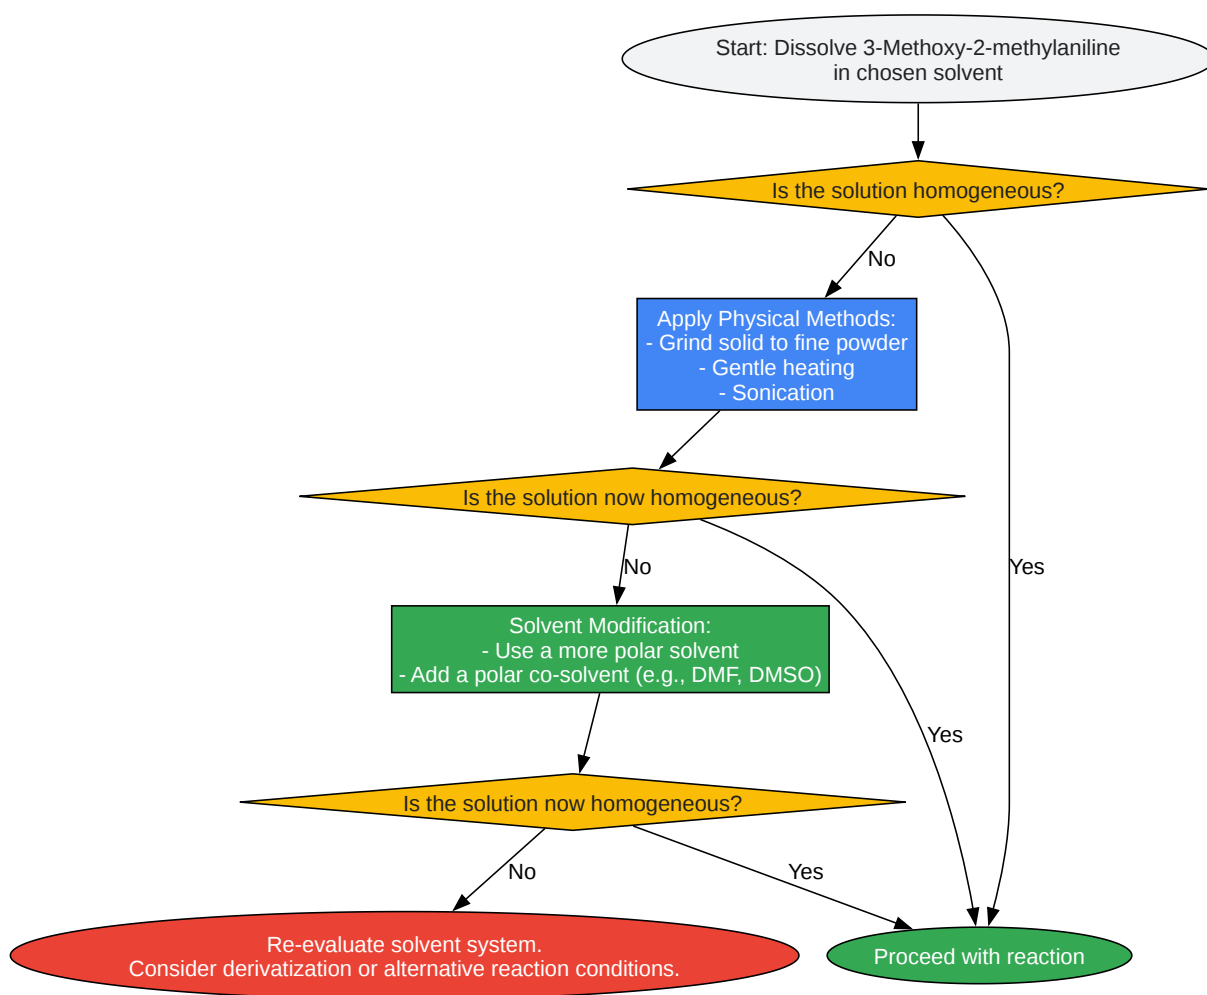 Start: Dissolve 3-Methoxy-2-methylaniline
in chosen solvent
Is the solution homogeneous?
No
Apply Physical Methods:
- Grind solid to fine powder
- Gentle heating
- Sonication
Is the solution now homogeneous?
No
Yes
Solvent Modification:
- Use a more polar solvent
- Add a polar co-solvent (e.g., DMF, DMSO)
Yes
Is the solution now homogeneous?
No
Yes
Re-evaluate solvent system.
Consider derivatization or alternative reaction conditions.
Proceed with reaction